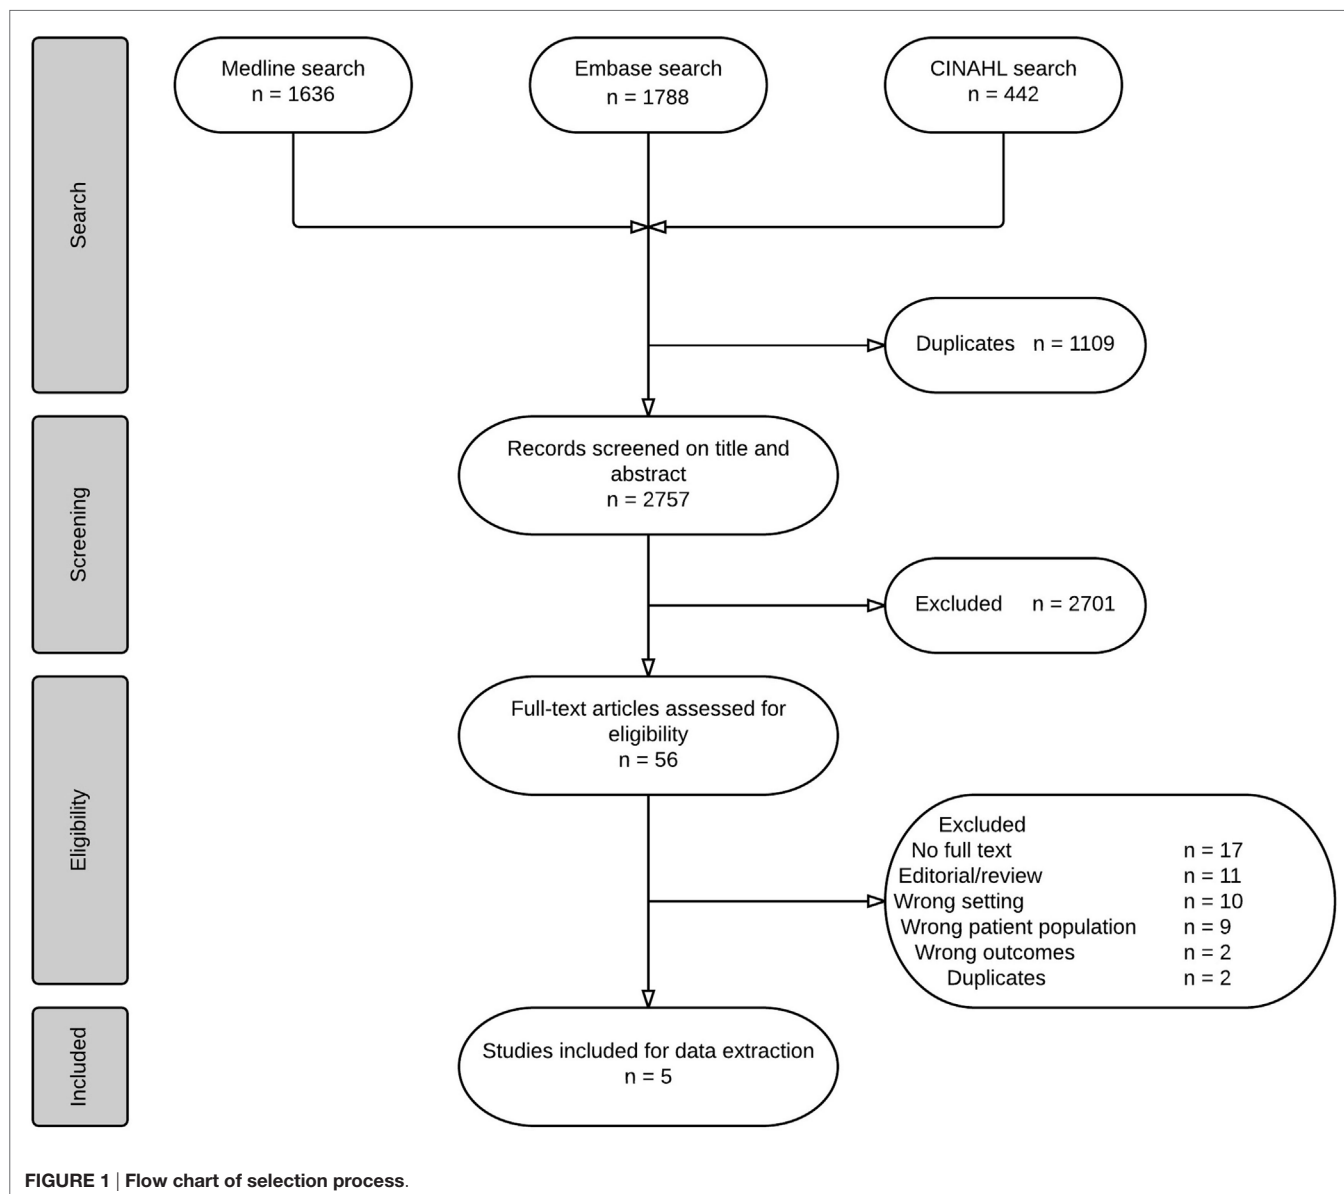 Search
Medline search
n = 1636
Embase search
n = 1788
CINAHL search
n = 442
Duplicates n = 1109
Screening
Records screened on title and
abstract
n = 2757
Excluded n = 2701
Eligibility
Full-text articles assessed for
eligibility
n = 56
Excluded
No full text n = 17
Editorial/review n = 11
Wrong setting n = 10
Wrong patient population n = 9
Wrong outcomes n = 2
Duplicates n = 2
Included
Studies included for data extraction
n = 5
FIGURE 1 | Flow chart of selection process.